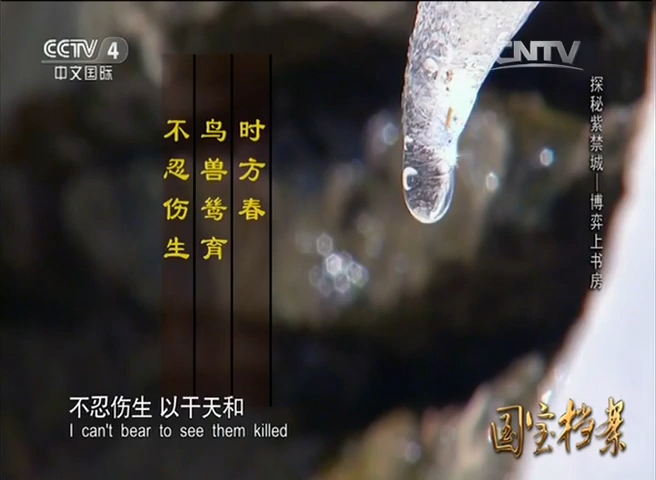 CCTV 4
中文国际
CNTV
时方春
鸟兽孳育
不忍伤生
探秘紫禁城—博弈上书房
不忍伤生 以干天和
I can't bear to see them killed
国宝档案